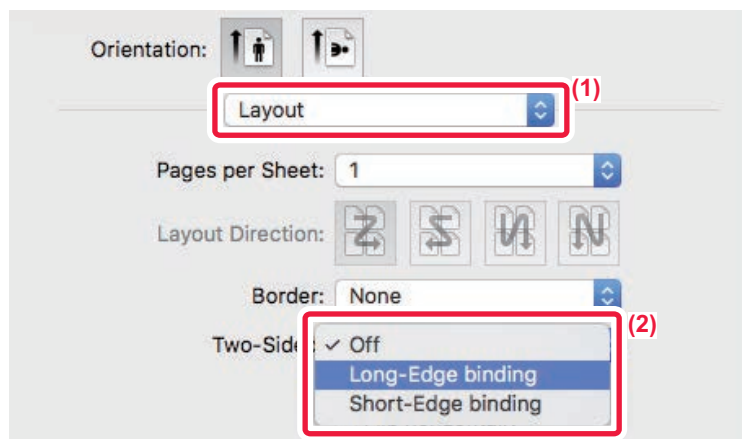 Orientation:
(1)
Layout
Pages per Sheet: 1
Layout Direction:
Border: None
(2)
Two-Side : ✓ Off
Long-Edge binding
Short-Edge binding